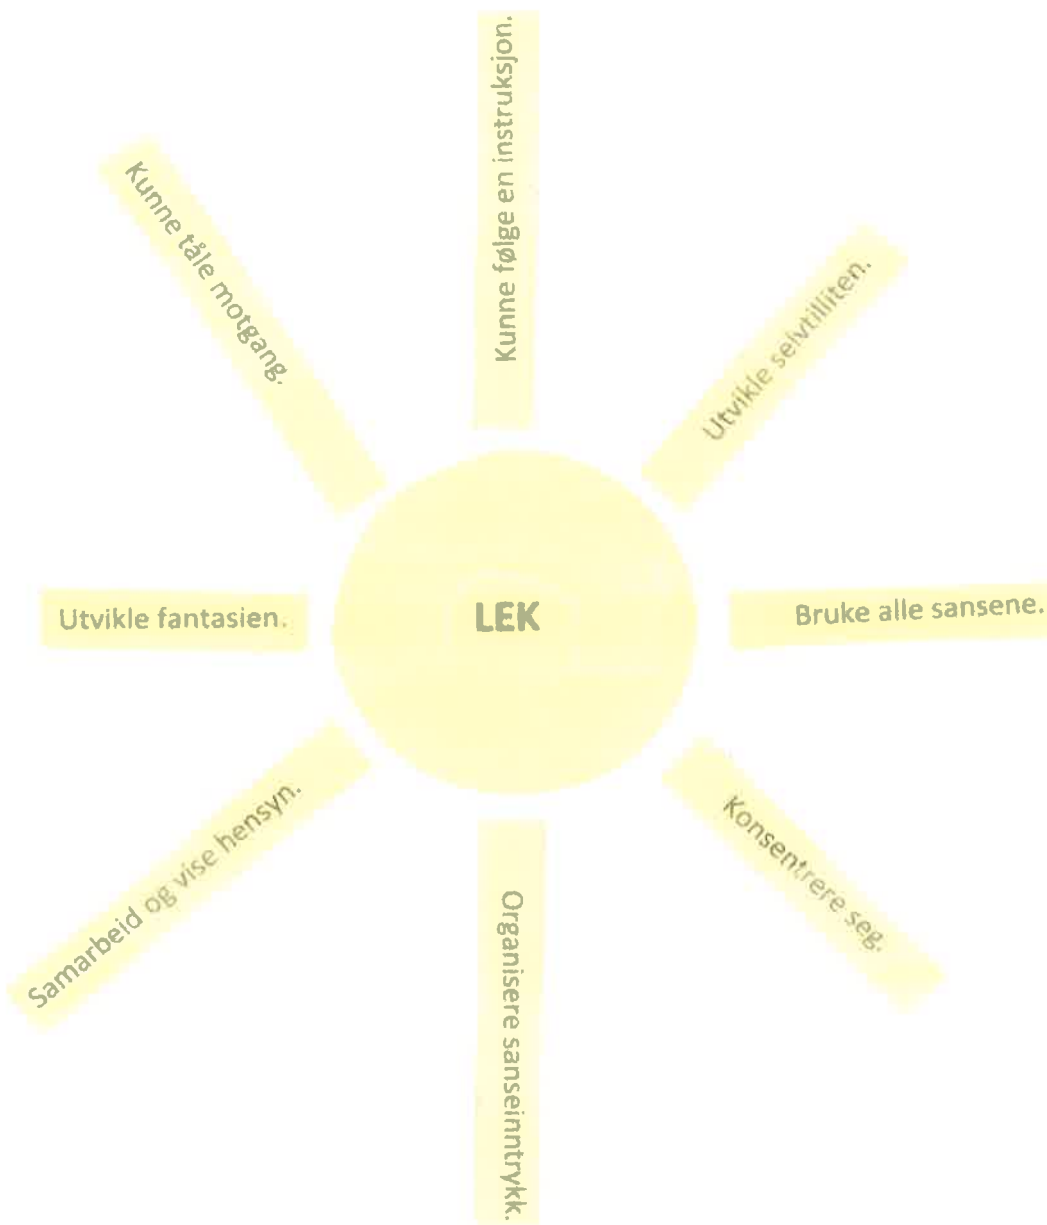 Kunne følge en instruksjon.
Kunne tåle motgang.
Utvikle selvtilliten.
Utvikle fantasien.
LEK
Bruke alle sansene.
Samarbeid og vise hensyn.
Konsentrere seg.
Organisere sanseinntrykk.